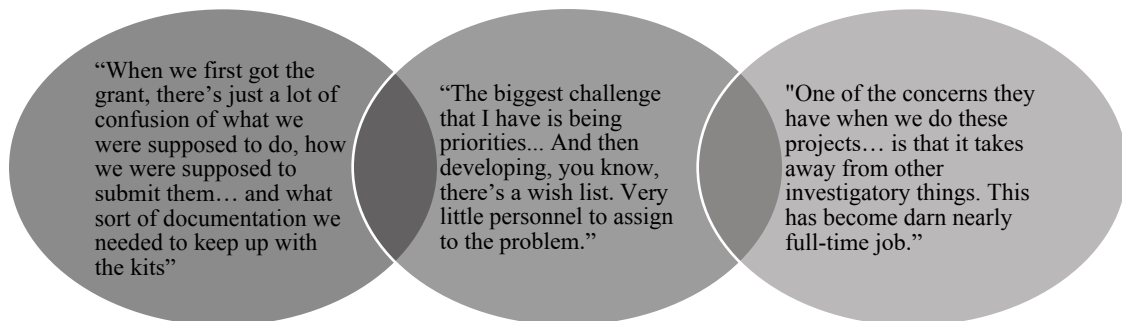 “When we first got the
grant, there’s just a lot of
confusion of what we
were supposed to do, how
we were supposed to
submit them… and what
sort of documentation we
needed to keep up with
the kits”
“The biggest challenge
that I have is being
priorities... And then
developing, you know,
there’s a wish list. Very
little personnel to assign
to the problem.”
"One of the concerns they
have when we do these
projects… is that it takes
away from other
investigatory things. This
has become darn nearly
full-time job.”